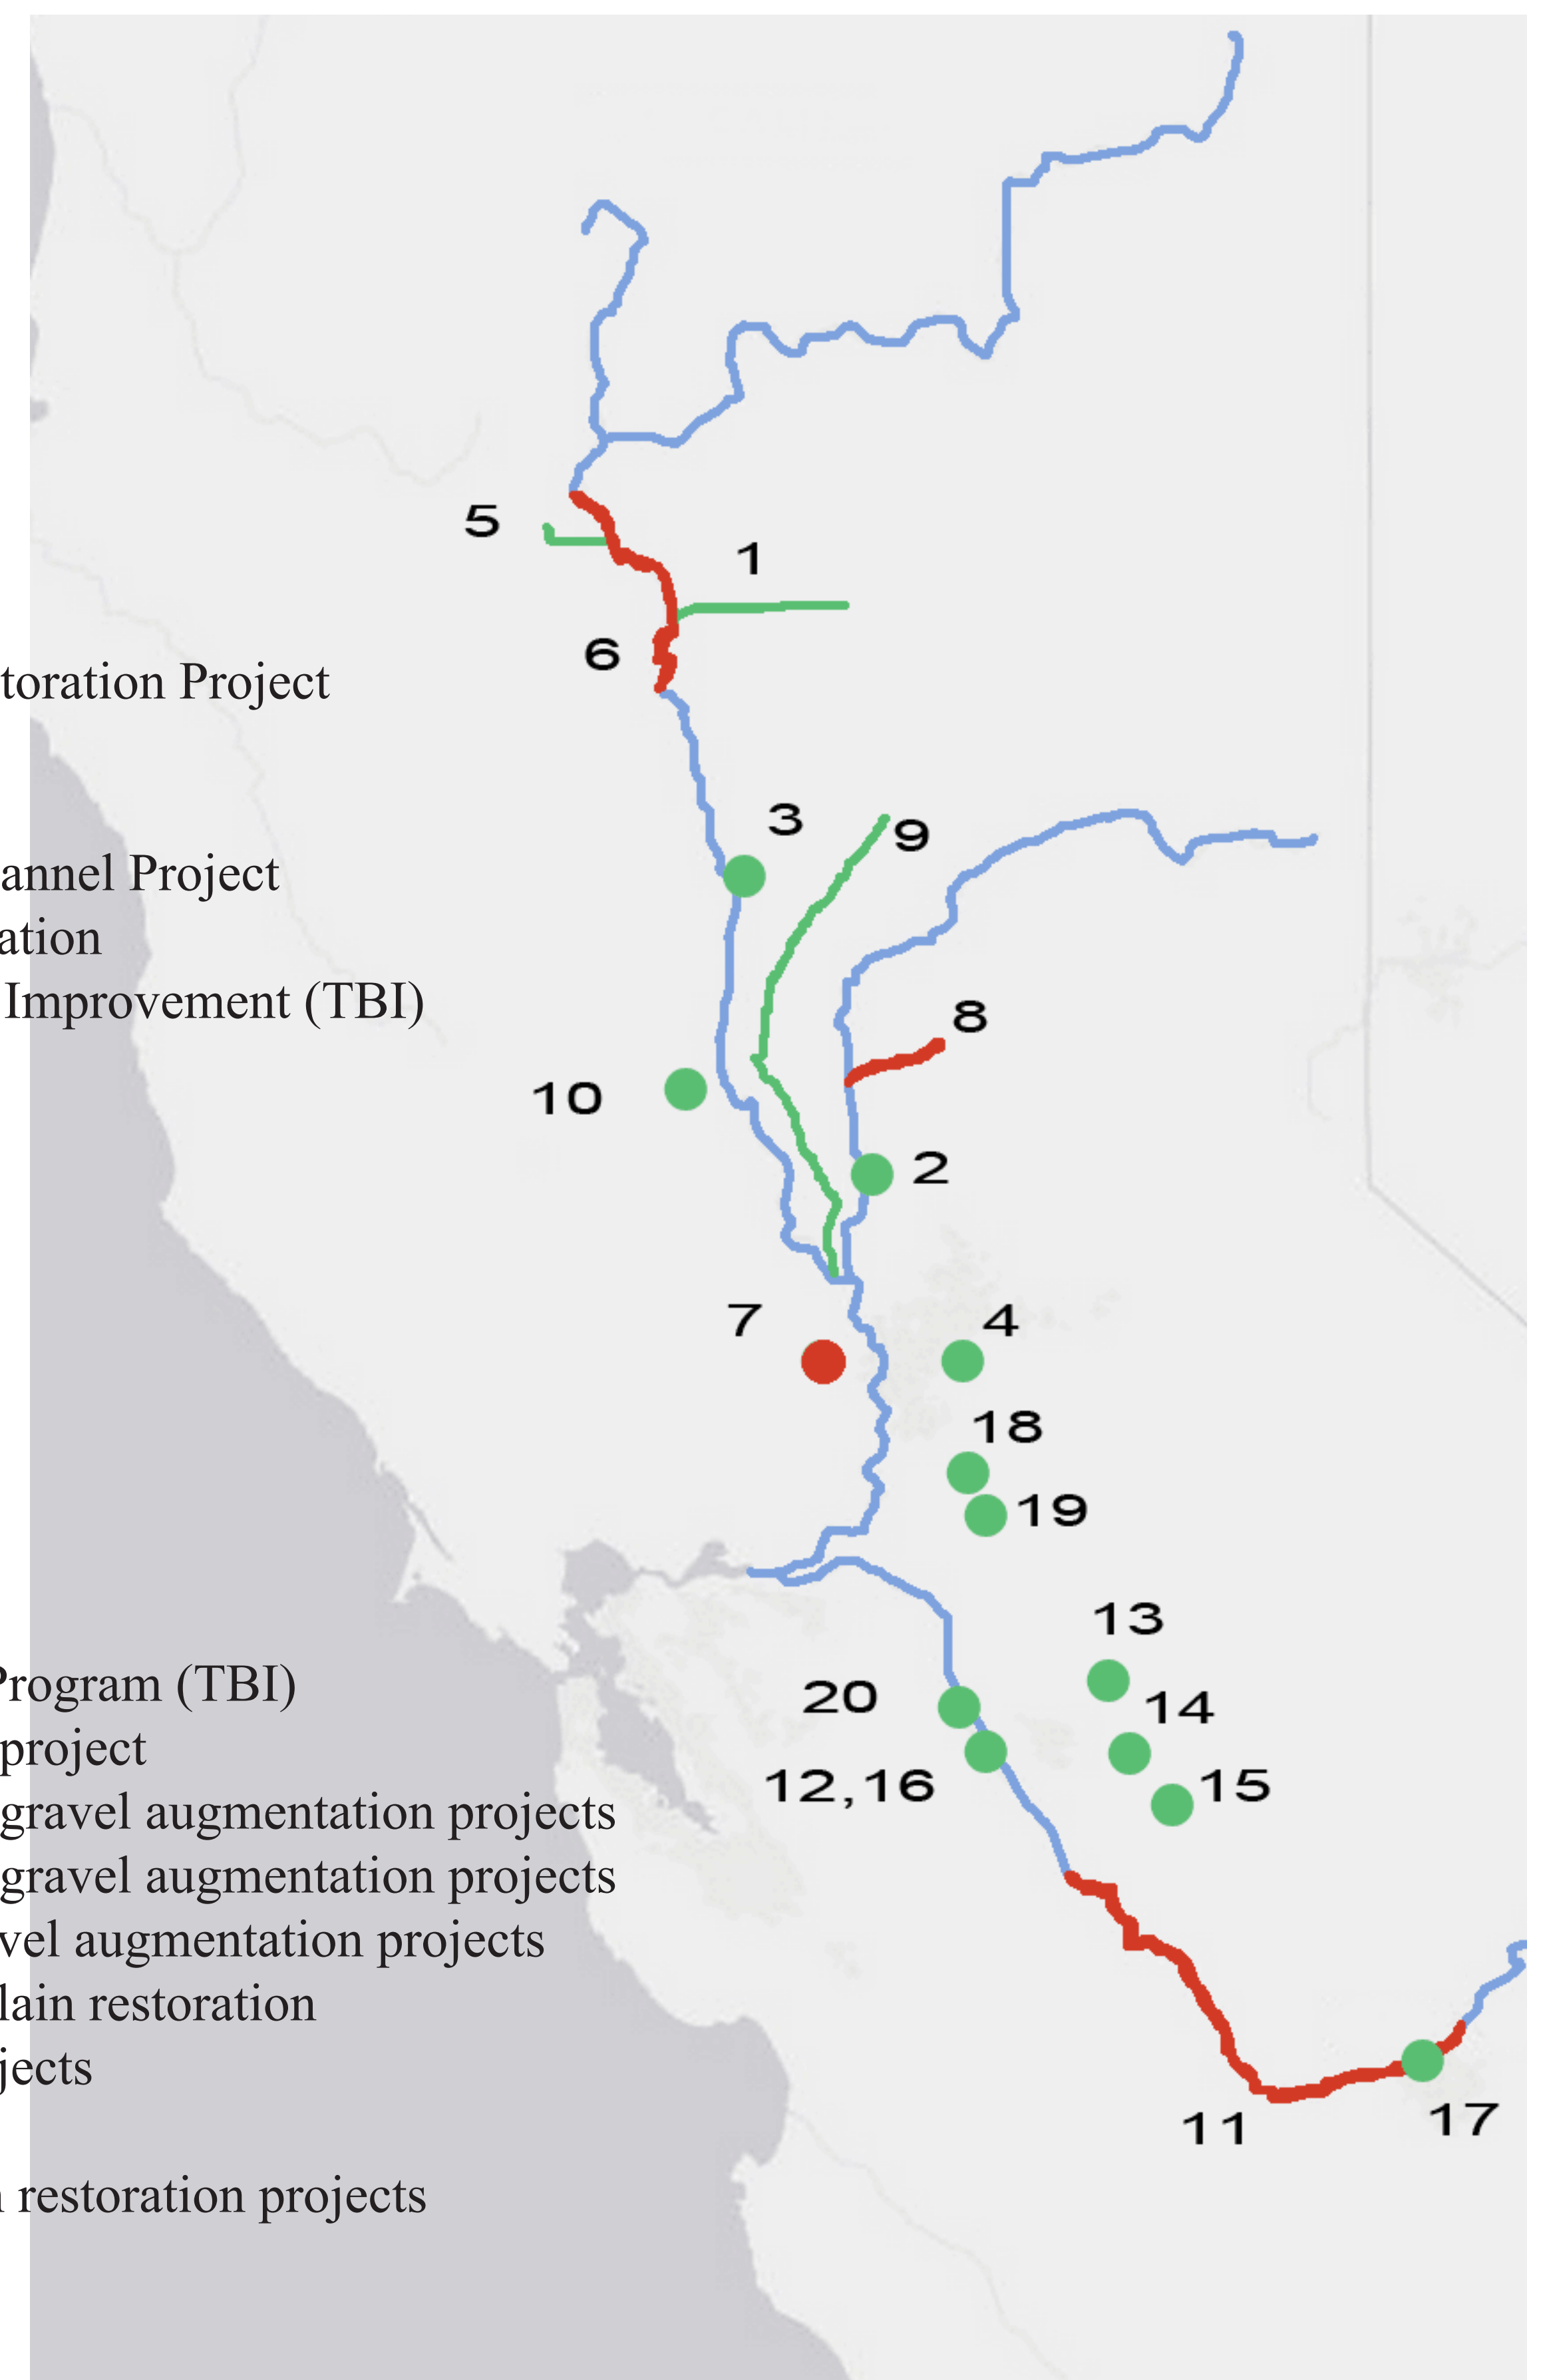 5
1
6
toration Project
3
9
annel Project
ation
Improvement (TBI)
8
10
2
7
4
18
19
13
Program (TBI)
20
14
project
12,16
15
gravel augmentation projects
gravel augmentation projects
vel augmentation projects
lain restoration
jects
11
17
restoration projects